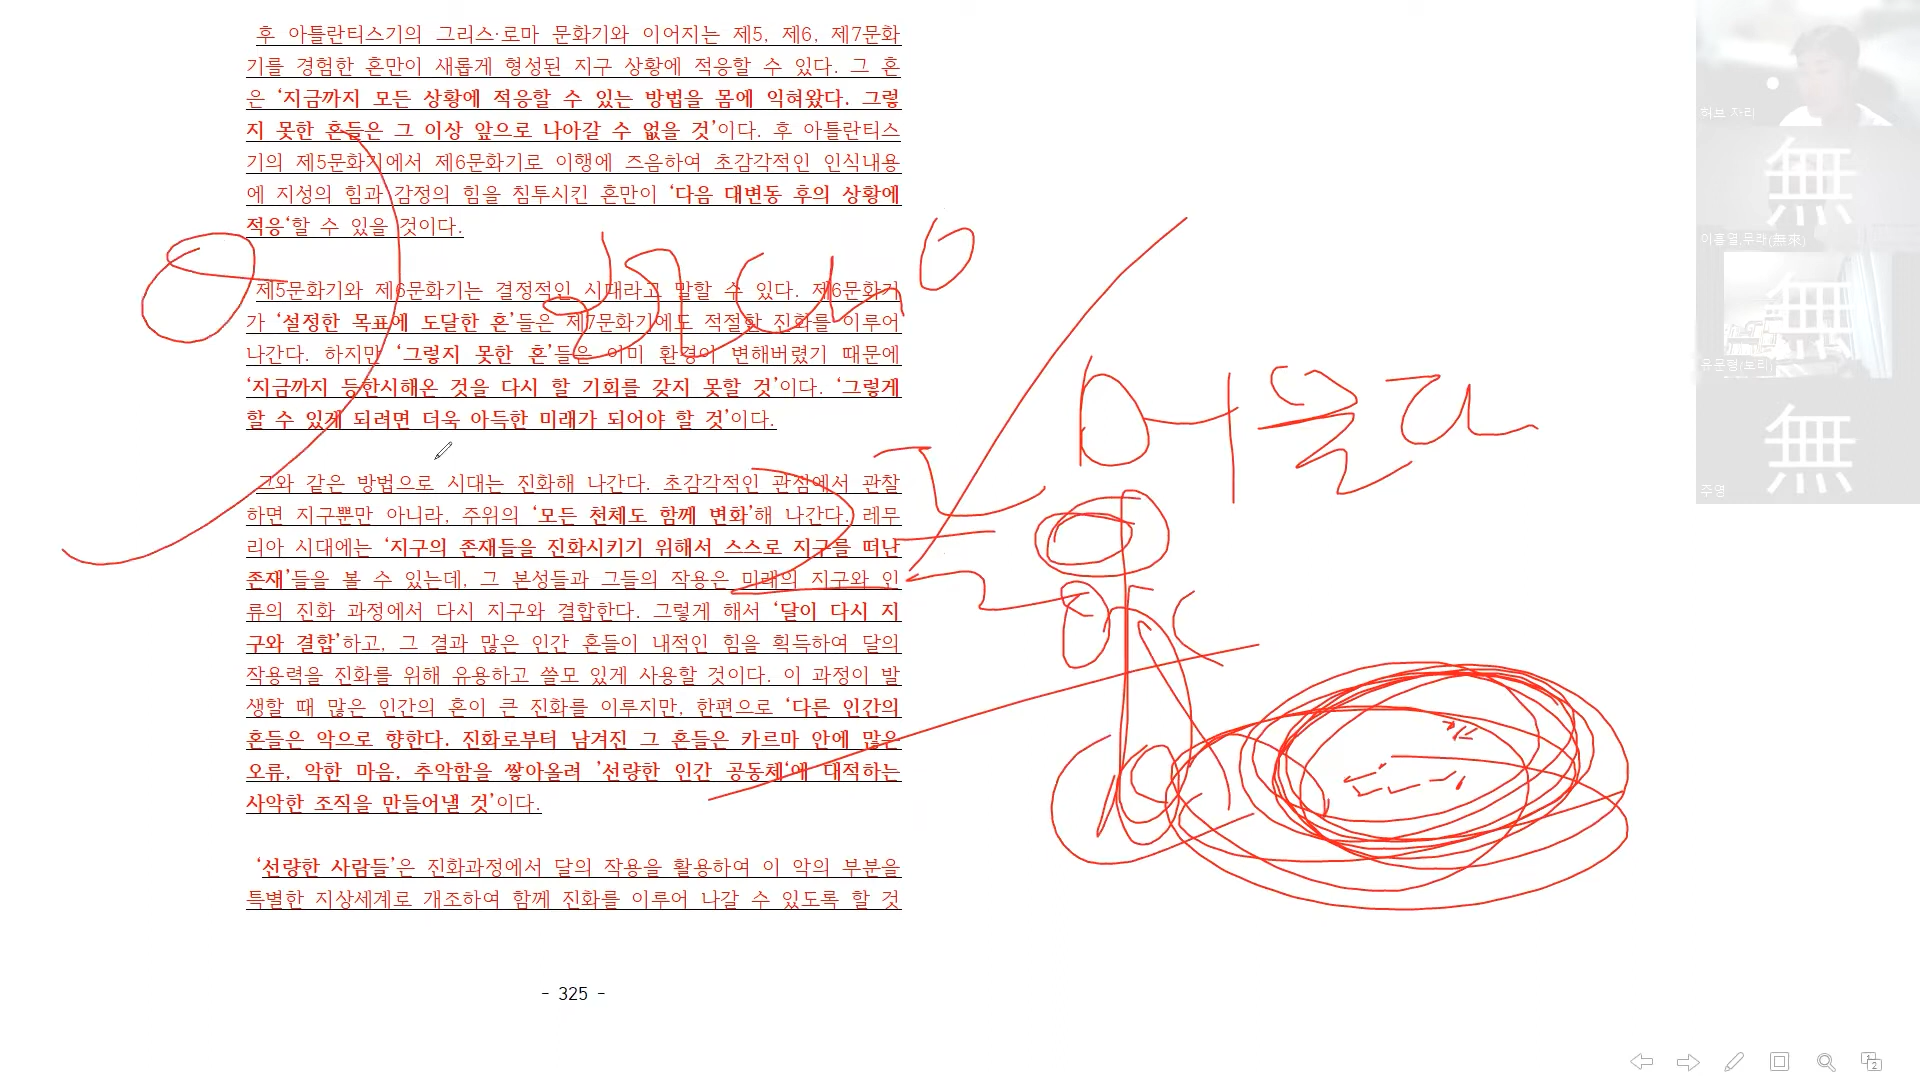 후 아틀란티스기의 그리스·로마 문화기와 이어지는 제5, 제6, 제7문화
기를 경험한 혼만이 새롭게 형성된 지구 상황에 적응할 수 있다. 그 혼
은 ‘지금까지 모든 상황에 적응할 수 있는 방법을 몸에 익혀왔다. 그렇
지 못한 혼들은 그 이상 앞으로 나아갈 수 없을 것’이다. 후 아틀란티스
기의 제5문화기에서 제6문화기로 이행에 즈음하여 초감각적인 인식내용
에 지성의 힘과 감정의 힘을 침투시킨 혼만이 ‘다음 대변동 후의 상황에
적응‘할 수 있을 것이다.
제5문화기와 제6문화기는 결정적인 시대라고 말할 수 있다. 제6문화기
가 ‘설정한 목표에 도달한 혼’들은 제7문화기에도 적절한 진화를 이루어
나간다. 하지만 ‘그렇지 못한 혼’들은 이미 환경이 변해버렸기 때문에
‘지금까지 등한시해온 것을 다시 할 기회를 갖지 못할 것’이다. ‘그렇게
할 수 있게 되려면 더욱 아득한 미래가 되어야 할 것’이다.
그와 같은 방법으로 시대는 진화해 나간다. 초감각적인 관점에서 관찰
하면 지구뿐만 아니라, 주위의 ‘모든 천체도 함께 변화’해 나간다. 레무
리아 시대에는 ‘지구의 존재들을 진화시키기 위해서 스스로 지구를 떠난
존재’들을 볼 수 있는데, 그 본성들과 그들의 작용은 미래의 지구와 인
류의 진화 과정에서 다시 지구와 결합한다. 그렇게 해서 ‘달이 다시 지
구와 결합’하고, 그 결과 많은 인간 혼들이 내적인 힘을 획득하여 달의
작용력을 진화를 위해 유용하고 쓸모 있게 사용할 것이다. 이 과정이 발
생할 때 많은 인간의 혼이 큰 진화를 이루지만, 한편으로 ‘다른 인간의
혼들은 악으로 향한다. 진화로부터 남겨진 그 혼들은 카르마 안에 많은
오류, 악한 마음, 추악함을 쌓아올려 ’선량한 인간 공동체‘에 대적하는
사악한 조직을 만들어낼 것’이다.
‘선량한 사람들’은 진화과정에서 달의 작용을 활용하여 이 악의 부분을
특별한 지상세계로 개조하여 함께 진화를 이루어 나갈 수 있도록 할 것
- 325 -
허브 자리
無
이흥열 무래(無來)
無
유문형(토리)
無
주영